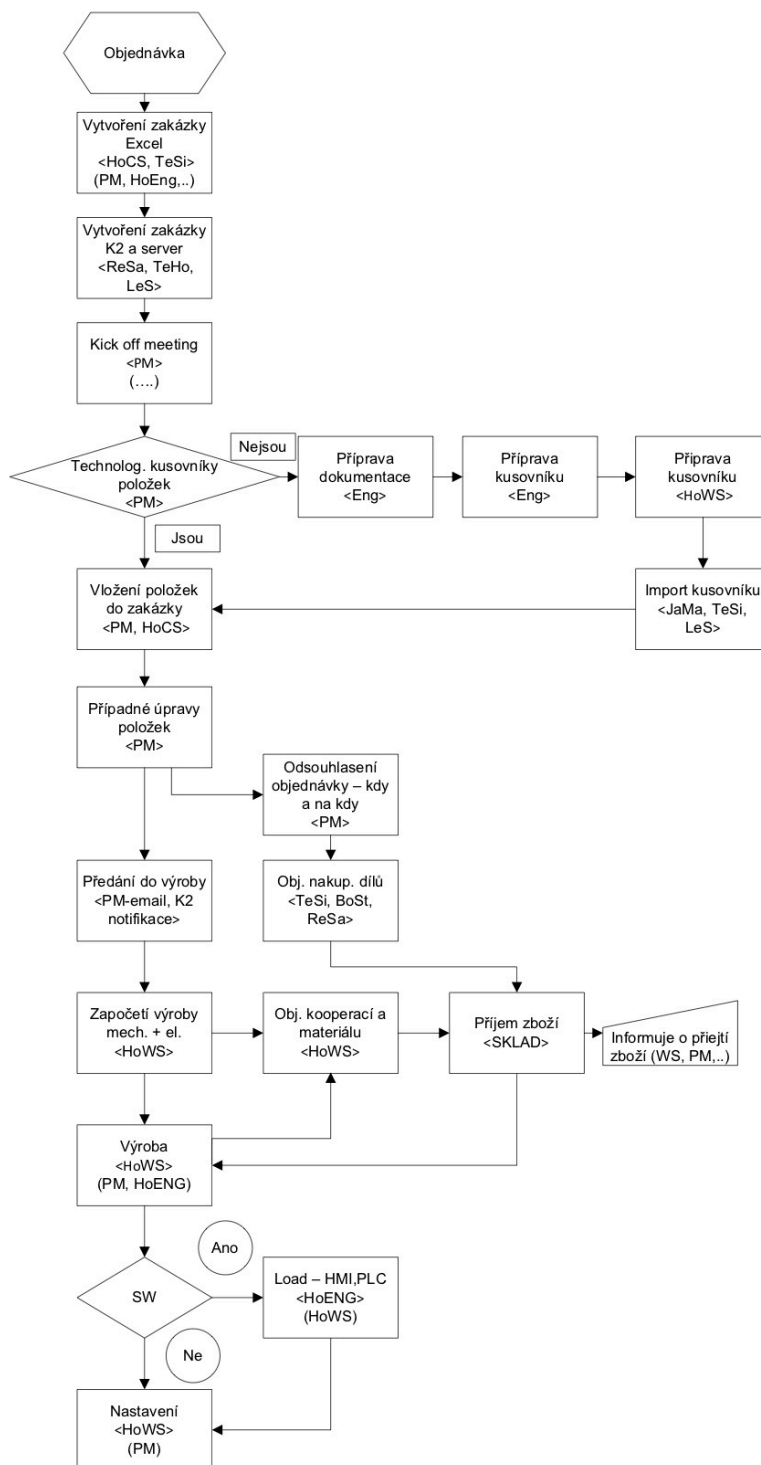 Objednávka
Vytvoření zakázky
Excel
<HoCS, TeSi>
(PM, HoEng,..)
Vytvoření zakázky
K2 a server
<ReSa, TeHo,
LeS>
Kick off meeting
<PM>
(....)
Technolog. kusovníky
položek
<PM>
Nejsou
Příprava
dokumentace
<Eng>
Příprava
kusovníku
<Eng>
Připrava
kusovníku
<HoWS>
Jsou
Vložení položek
do zakázky
<PM, HoCS>
Import kusovníku
<JaMa, TeSi,
LeS>
Případné úpravy
položek
<PM>
Odsouhlasení
objednávky – kdy
a na kdy
<PM>
Předání do výroby
<PM-email, K2
notifikace>
Obj. nakup. dílů
<TeSi, BoSt,
ReSa>
Započetí výroby
mech. + el.
<HoWS>
Obj. kooperací a
materiálu
<HoWS>
Příjem zboží
<SKLAD>
Informuje o přiejtí
zboží (WS, PM,..)
Výroba
<HoWS>
(PM, HoENG)
Ano
SW
Load – HMI,PLC
<HoENG>
(HoWS)
Ne
Nastavení
<HoWS>
(PM)